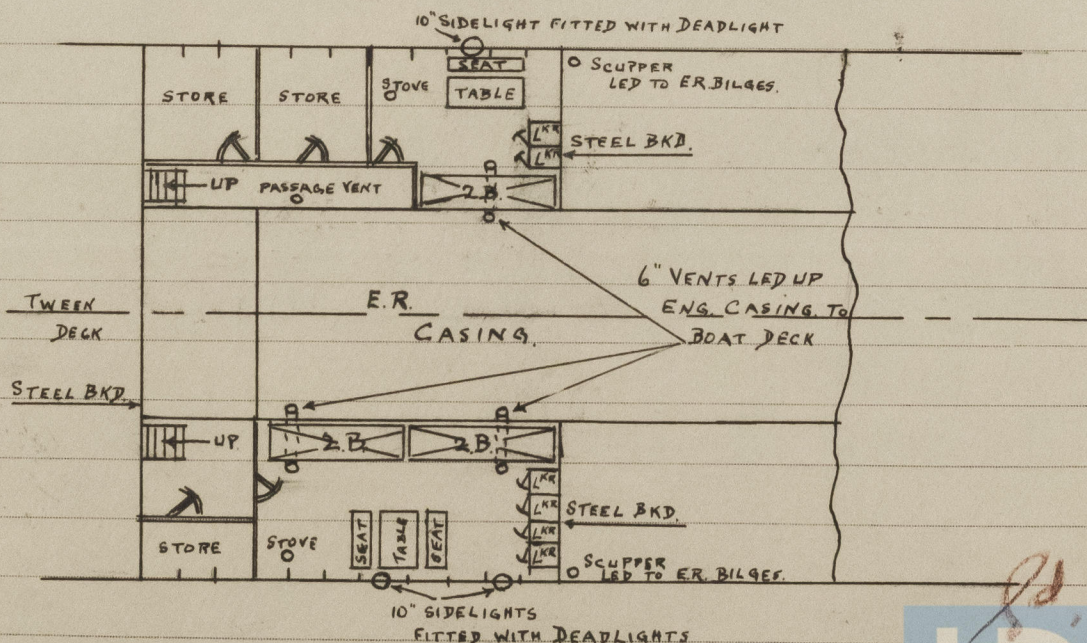 10" SIDELIGHT FITTED WITH DEADLIGHT
SEAT
TABLE
STOVE
STORE
STORE
SCUPPER
LED TO E.R. BILGES.
LKR
LKR
STEEL BKD.
UP
PASSAGE VENT
2.B.
6" VENTS LED UP
ENG. CASING TO
BOAT DECK
TWEEN
DECK
E.R.
CASING.
STEEL BKD.
UP
2.B.
2.B.
LKR
LKR
LKR
LKR
STEEL BKD.
STORE
STOVE
SEAT
TABLE
SEAT
SCUPPER
LED TO E.R. BILGES.
10" SIDELIGHTS
FITTED WITH DEADLIGHTS